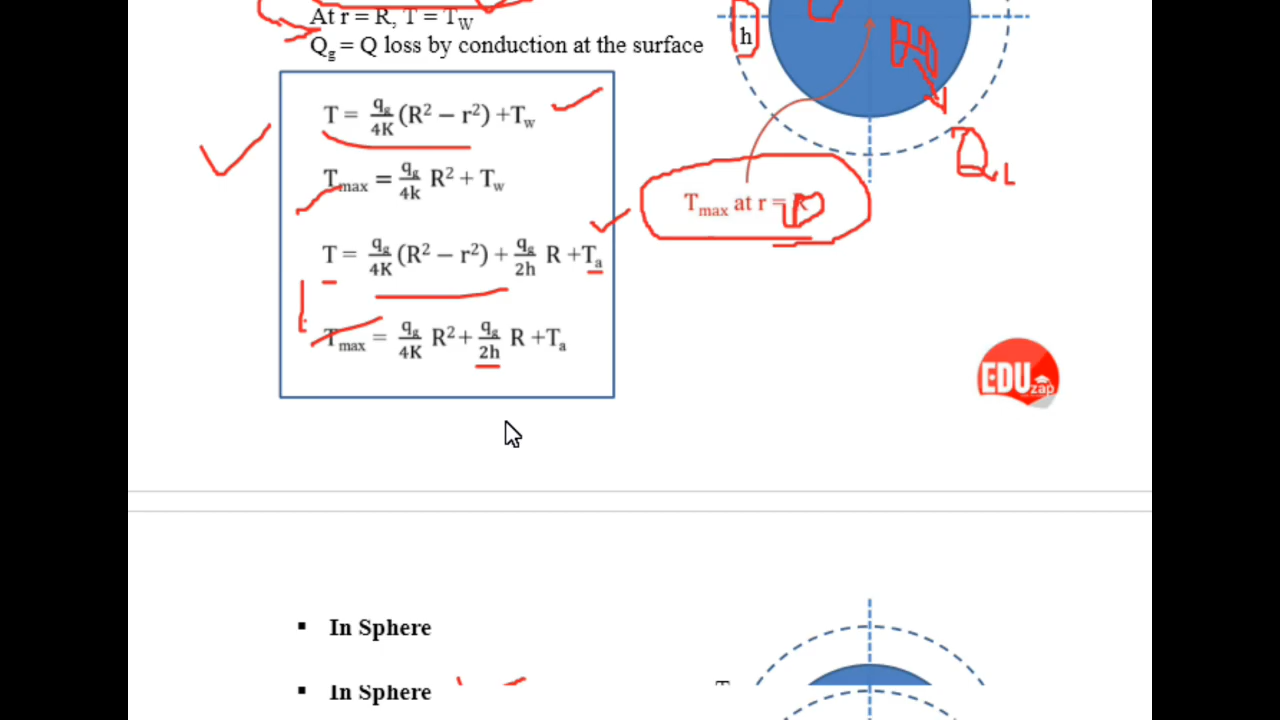 At r = R, T = T_W
h
Q_g = Q loss by conduction at the surface
T = q_g/4K (R² – r²) + T_w
T_max = q_g/4k R² + T_w
Q_L
T_max at r =
T = q_g/4K (R² – r²) + q_g/2h R + T_a
T_max = q_g/4K R² + q_g/2h R + T_a
EDU zap
▪ In Sphere
▪ In Sphere